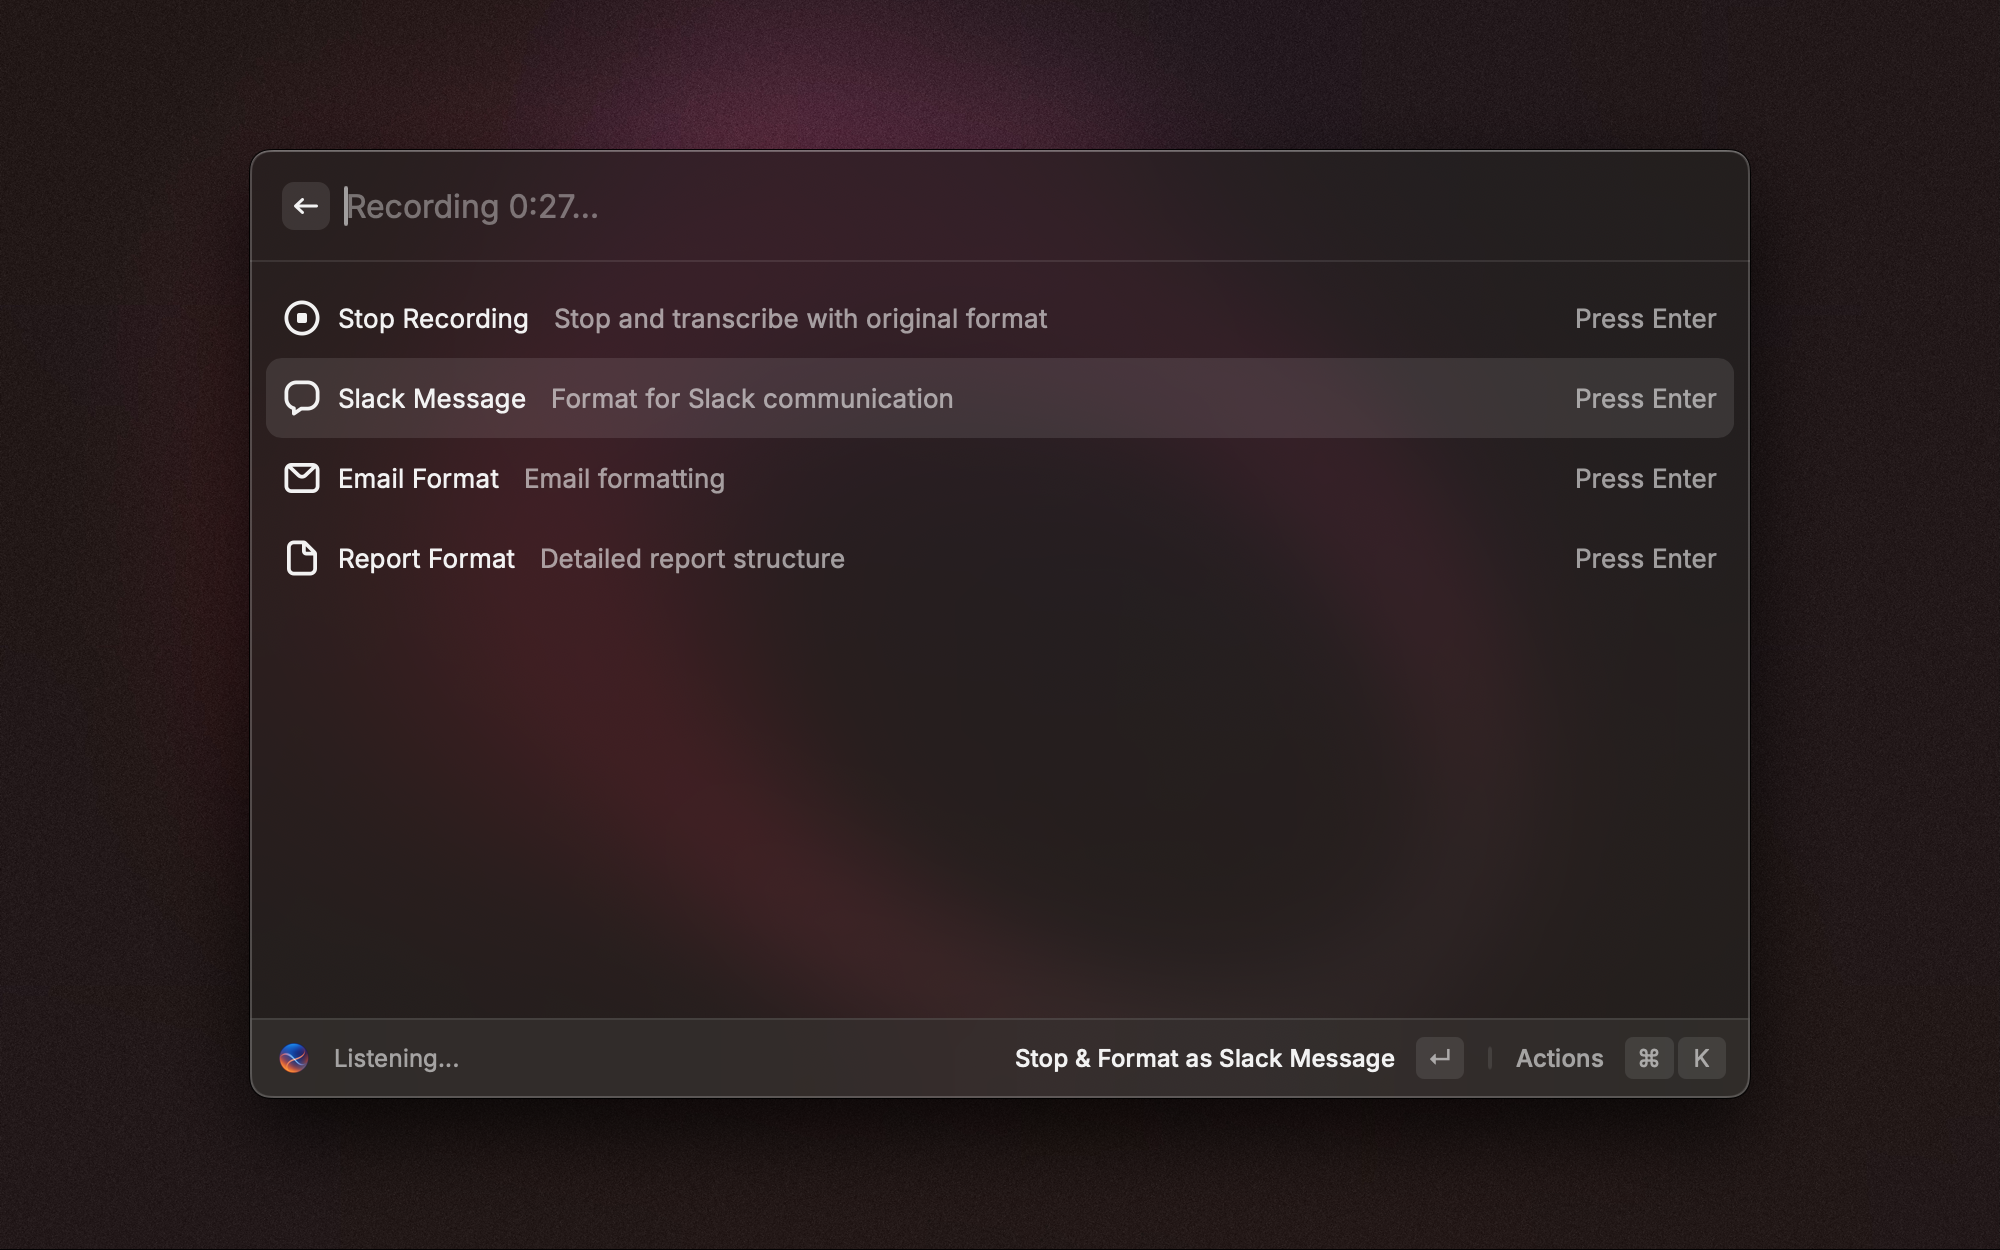 Recording 0:27...
Stop Recording Stop and transcribe with original format Press Enter
Slack Message Format for Slack communication Press Enter
Email Format Email formatting Press Enter
Report Format Detailed report structure Press Enter
Listening... Stop & Format as Slack Message ↵ Actions ⌘ K